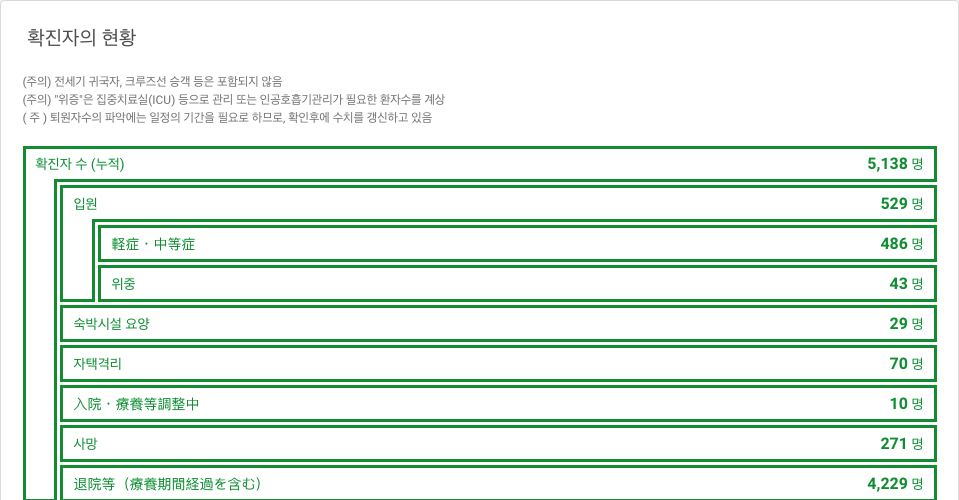 확진자의 현황
(주의) 전세기 귀국자, 크루즈선 승객 등은 포함되지 않음
(주의) "위증"은 집중치료실(ICU) 등으로 관리 또는 인공호흡기관리가 필요한 환자수를 계상
( 주 ) 퇴원자수의 파악에는 일정의 기간을 필요로 하므로, 확인후에 수치를 갱신하고 있음
확진자 수 (누적) 5,138 명
입원 529 명
軽症・中等症 486 명
위중 43 명
숙박시설 요양 29 명
자택격리 70 명
入院・療養等調整中 10 명
사망 271 명
退院等（療養期間経過を含む） 4,229 명